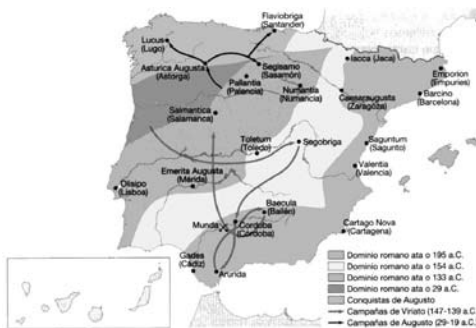 Flaviobriga
(Santander)
Lucus
(Lugo)
Asturica Augusta
(Astorga)
Segisamo
(Sasamón)
Pallantia
(Palencia)
Numantia
(Numancia)
Iacca (Jaca)
Emporion
(Empuries)
Caesaraugusta
(Zaragoza)
Barcino
(Barcelona)
Salmantica
(Salamanca)
Toletum
(Toledo)
Segobriga
Saguntum
(Sagunto)
Valentia
(Valencia)
Olisipo
(Lisboa)
Emerita Augusta
(Mérida)
Baecula
(Bailén)
Munda
Cordoba
(Córdoba)
Cartago Nova
(Cartagena)
Gades
(Cádiz)
Arunda
Dominio romano ata o 195 a.C.
Dominio romano ata o 154 a.C.
Dominio romano ata o 133 a.C.
Dominio romano ata o 29 a.C.
Conquistas de Augusto
Campañas de Viriato (147-139 a.C.)
Campañas de Augusto (29-19 a.C.)